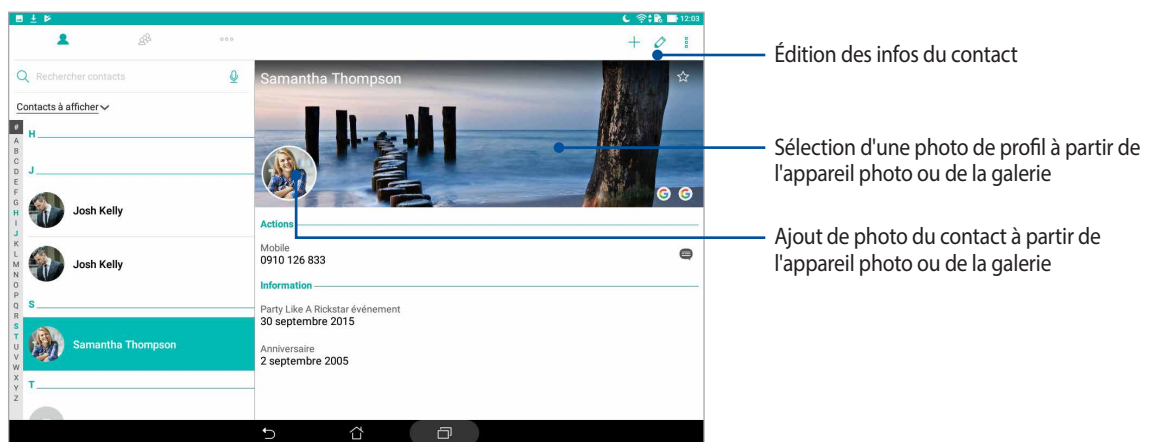 12:03
Rechercher contacts
Contacts à afficher
#
A
B
C
D
E
F
G
H
I
J
K
L
M
N
O
P
Q
R
S
T
U
V
W
X
Y
Z
H
J
Josh Kelly
Josh Kelly
S
Samantha Thompson
T
Samantha Thompson
Actions
Mobile
0910 126 833
Information
Party Like A Rickstar événement
30 septembre 2015
Anniversaire
2 septembre 2005
Édition des infos du contact
Sélection d'une photo de profil à partir de
l'appareil photo ou de la galerie
Ajout de photo du contact à partir de
l'appareil photo ou de la galerie